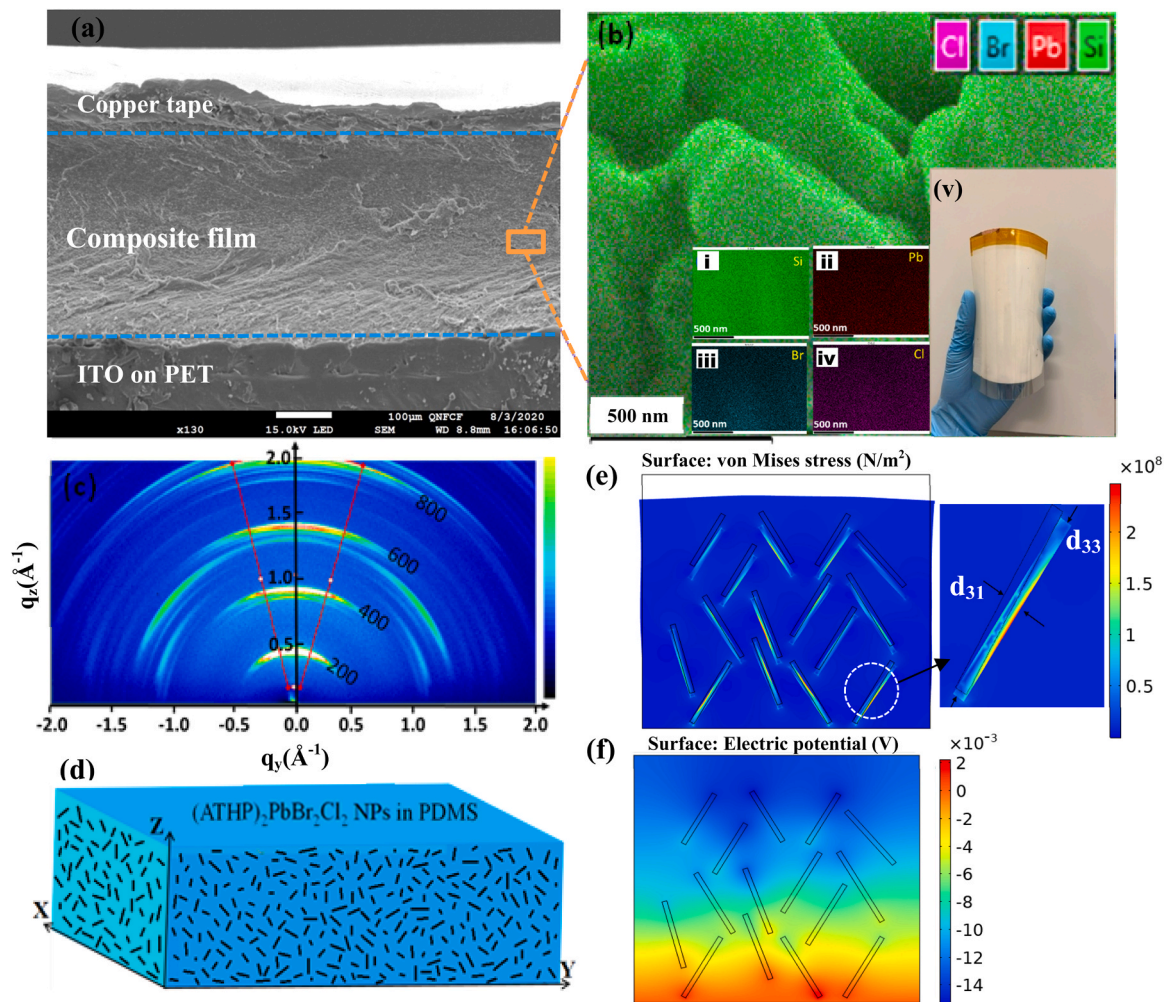 (a)
Copper tape
Composite film
ITO on PET
100μm QNFCF 8/3/2020
x130 15.0kV LED SEM WD 8.8mm 16:06:50
(b)
Cl Br Pb Si
i Si
500 nm
ii Pb
500 nm
iii Br
500 nm
iv Cl
500 nm
(v)
500 nm
(c)
2.0
1.5
1.0
0.5
800
600
400
200
qz(Å⁻¹)
-2.0 -1.5 -1.0 -0.5 0.0 0.5 1.0 1.5 2.0
qy(Å⁻¹)
(d)
(ATHP)₂PbBr₂Cl₂ NPs in PDMS
Z
X
Y
(e)
Surface: von Mises stress (N/m²)
d₃₃
d₃₁
×10⁸
2
1.5
1
0.5
(f)
Surface: Electric potential (V)
×10⁻³
2
0
-2
-4
-6
-8
-10
-12
-14